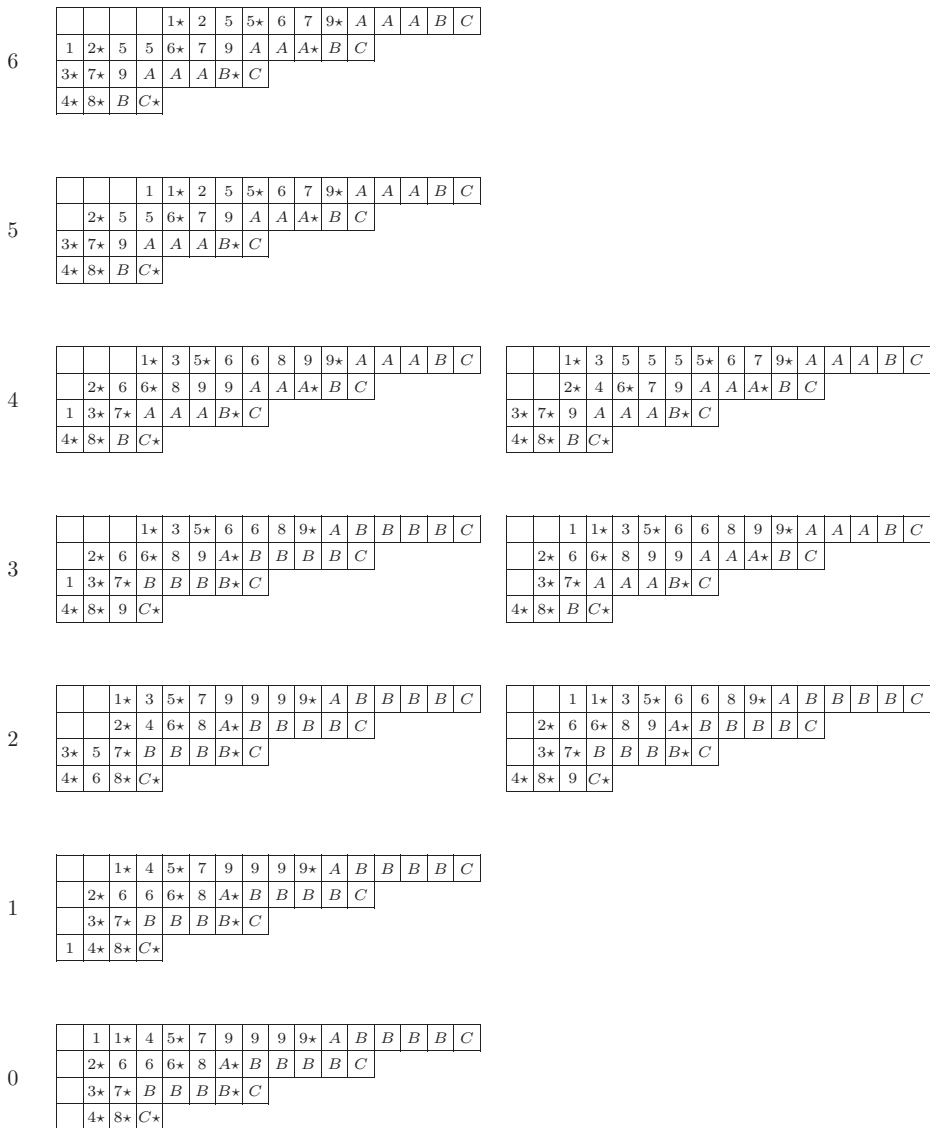 6
1⋆ 2 5 5⋆ 6 7 9⋆ A A A B C
1 2⋆ 5 5 6⋆ 7 9 A A A⋆ B C
3⋆ 7⋆ 9 A A A B⋆ C
4⋆ 8⋆ B C⋆
5
1 1⋆ 2 5 5⋆ 6 7 9⋆ A A A B C
2⋆ 5 5 6⋆ 7 9 A A A⋆ B C
3⋆ 7⋆ 9 A A A B⋆ C
4⋆ 8⋆ B C⋆
4
1⋆ 3 5⋆ 6 6 8 9 9⋆ A A A B C
2⋆ 6 6⋆ 8 9 9 A A A⋆ B C
1 3⋆ 7⋆ A A A B⋆ C
4⋆ 8⋆ B C⋆
1⋆ 3 5 5 5 5⋆ 6 7 9⋆ A A A B C
2⋆ 4 6⋆ 7 9 A A A⋆ B C
3⋆ 7⋆ 9 A A A B⋆ C
4⋆ 8⋆ B C⋆
3
1⋆ 3 5⋆ 6 6 8 9⋆ A B B B B C
2⋆ 6 6⋆ 8 9 A⋆ B B B B C
1 3⋆ 7⋆ B B B B⋆ C
4⋆ 8⋆ 9 C⋆
1 1⋆ 3 5⋆ 6 6 8 9 9⋆ A A A B C
2⋆ 6 6⋆ 8 9 9 A A A⋆ B C
3⋆ 7⋆ A A A B⋆ C
4⋆ 8⋆ B C⋆
2
1⋆ 3 5⋆ 7 9 9 9 9⋆ A B B B B C
2⋆ 4 6⋆ 8 A⋆ B B B B C
3⋆ 5 7⋆ B B B B⋆ C
4⋆ 6 8⋆ C⋆
1 1⋆ 3 5⋆ 6 6 8 9⋆ A B B B B C
2⋆ 6 6⋆ 8 9 A⋆ B B B B C
3⋆ 7⋆ B B B B⋆ C
4⋆ 8⋆ 9 C⋆
1
1⋆ 4 5⋆ 7 9 9 9 9⋆ A B B B B C
2⋆ 6 6 6⋆ 8 A⋆ B B B B C
3⋆ 7⋆ B B B B⋆ C
1 4⋆ 8⋆ C⋆
0
1 1⋆ 4 5⋆ 7 9 9 9 9⋆ A B B B B C
2⋆ 6 6 6⋆ 8 A⋆ B B B B C
3⋆ 7⋆ B B B B⋆ C
4⋆ 8⋆ C⋆